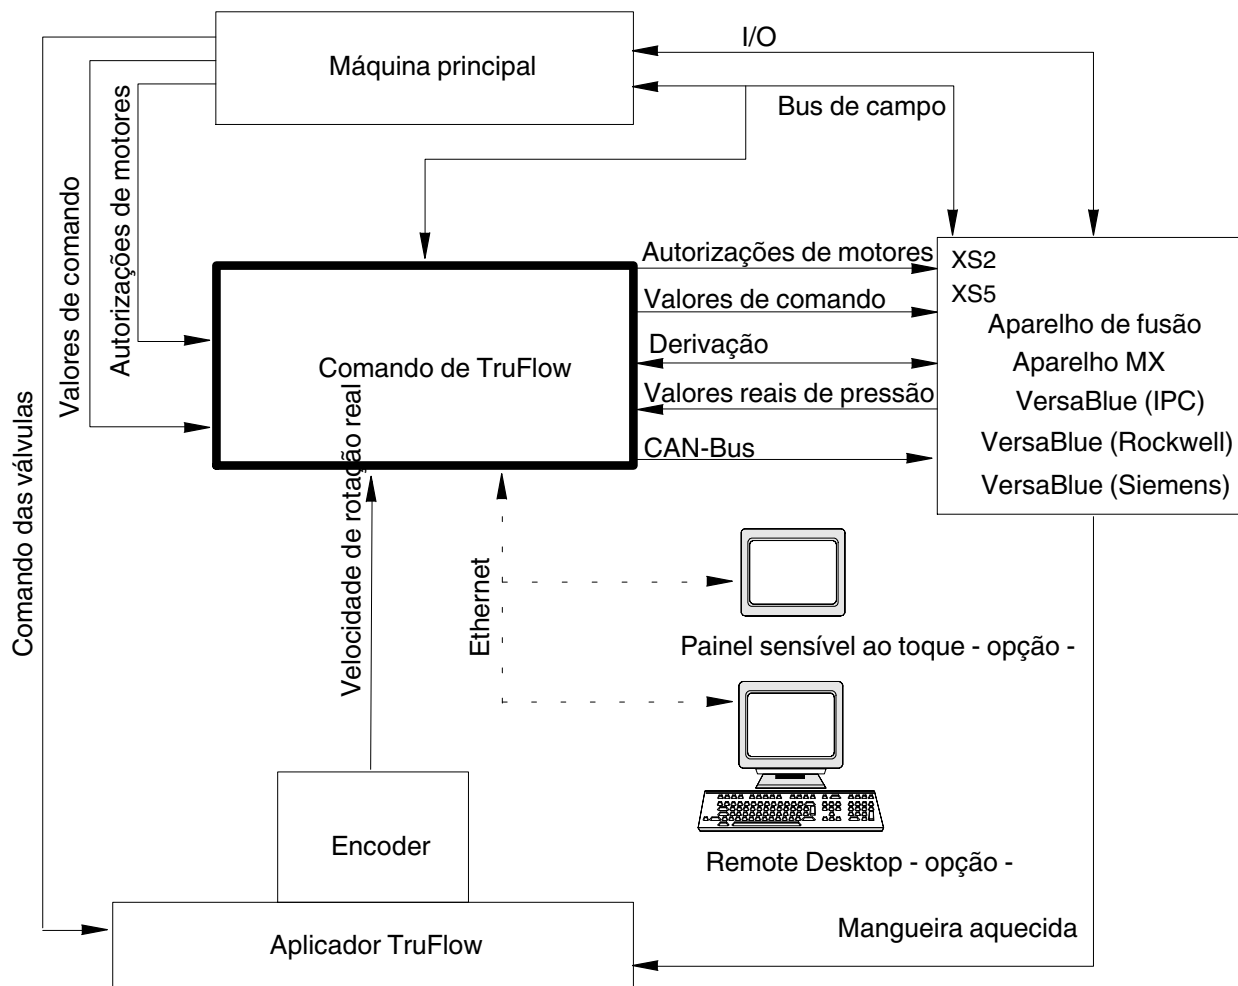 I/O
Máquina principal
Bus de campo
Autorizações de motores
Valores de comando
Comando das válvulas
Autorizações de motores
XS2
Valores de comando
XS5
Aparelho de fusão
Derivação
Aparelho MX
Comando de TruFlow
Valores reais de pressão
VersaBlue (IPC)
CAN-Bus
VersaBlue (Rockwell)
VersaBlue (Siemens)
Velocidade de rotação real
Ethernet
Painel sensível ao toque - opção -
Encoder
Remote Desktop - opção -
Mangueira aquecida
Aplicador TruFlow